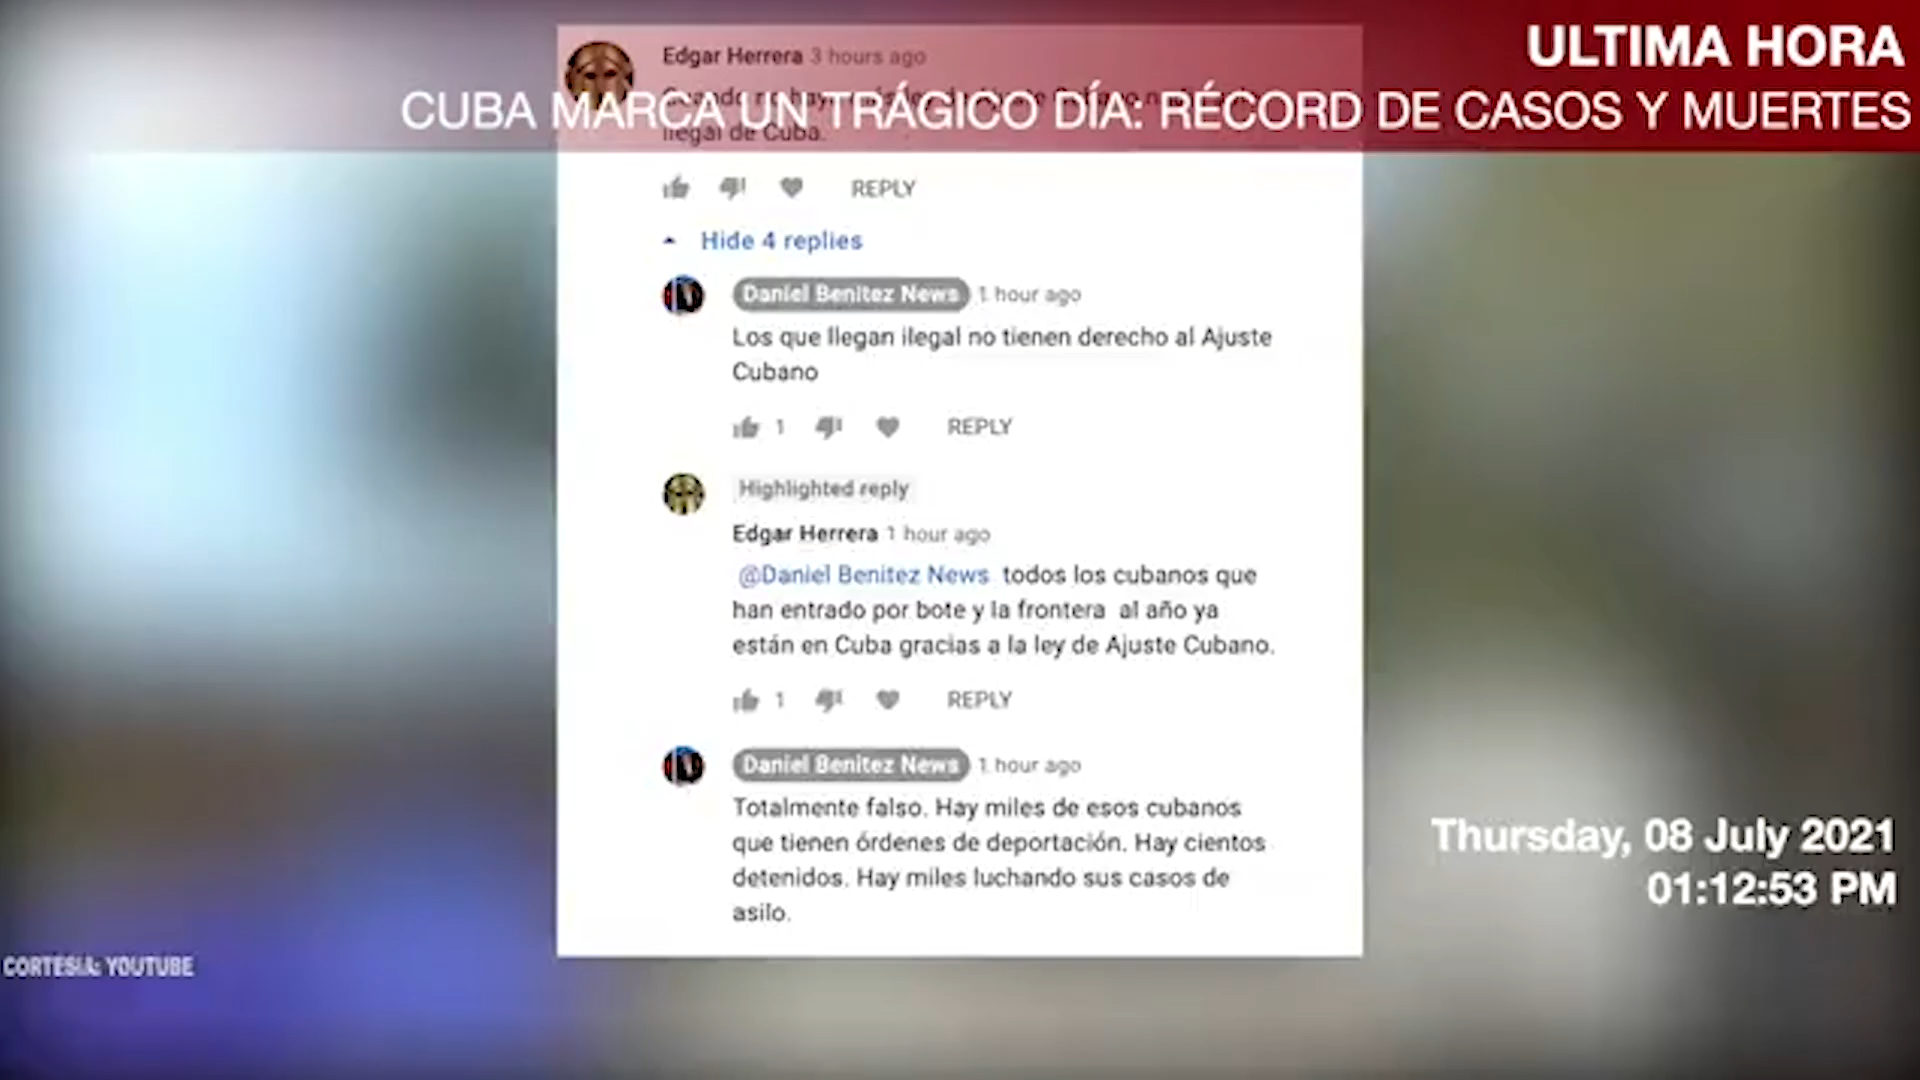 ULTIMA HORA
CUBA MARCA UN TRÁGICO DÍA: RÉCORD DE CASOS Y MUERTES
Edgar Herrera 3 hours ago
ilegal de Cuba.
REPLY
Hide 4 replies
Daniel Benitez News 1 hour ago
Los que llegan ilegal no tienen derecho al Ajuste
Cubano
1 REPLY
Highlighted reply
Edgar Herrera 1 hour ago
@Daniel Benitez News todos los cubanos que
han entrado por bote y la frontera al año ya
están en Cuba gracias a la ley de Ajuste Cubano.
1 REPLY
Daniel Benitez News 1 hour ago
Totalmente falso. Hay miles de esos cubanos
que tienen órdenes de deportación. Hay cientos
detenidos. Hay miles luchando sus casos de
asilo.
Thursday, 08 July 2021
01:12:53 PM
CORTESIA: YOUTUBE